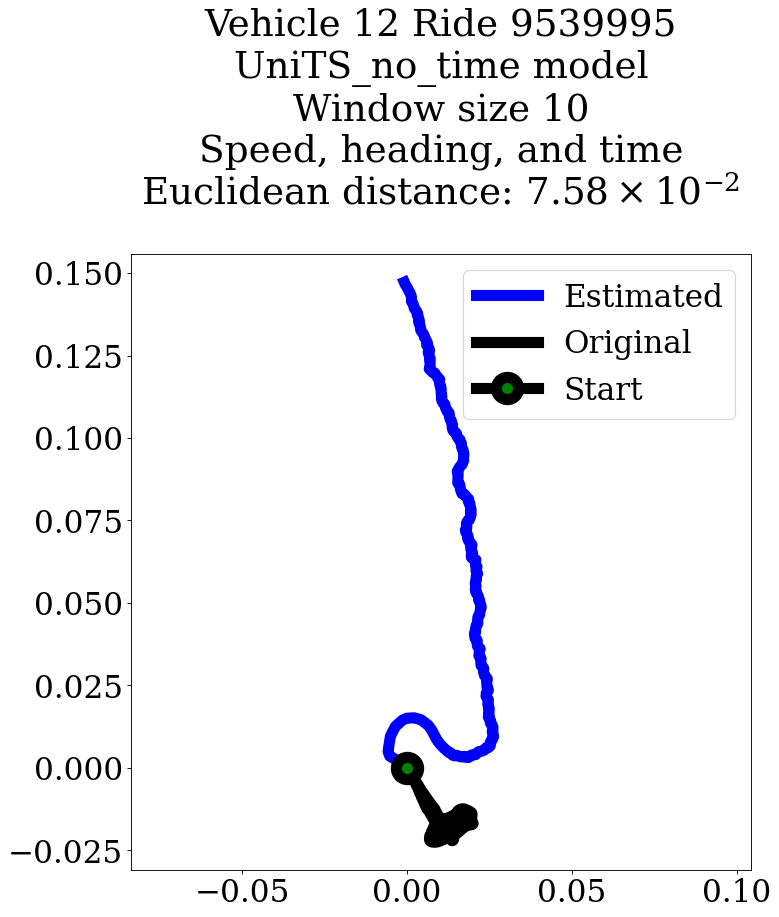 Vehicle 12 Ride 9539995
UniTS_no_time model
Window size 10
Speed, heading, and time
Euclidean distance: 7.58 × 10⁻²
Estimated
Original
Start
0.150
0.125
0.100
0.075
0.050
0.025
0.000
−0.025
−0.05 0.00 0.05 0.10